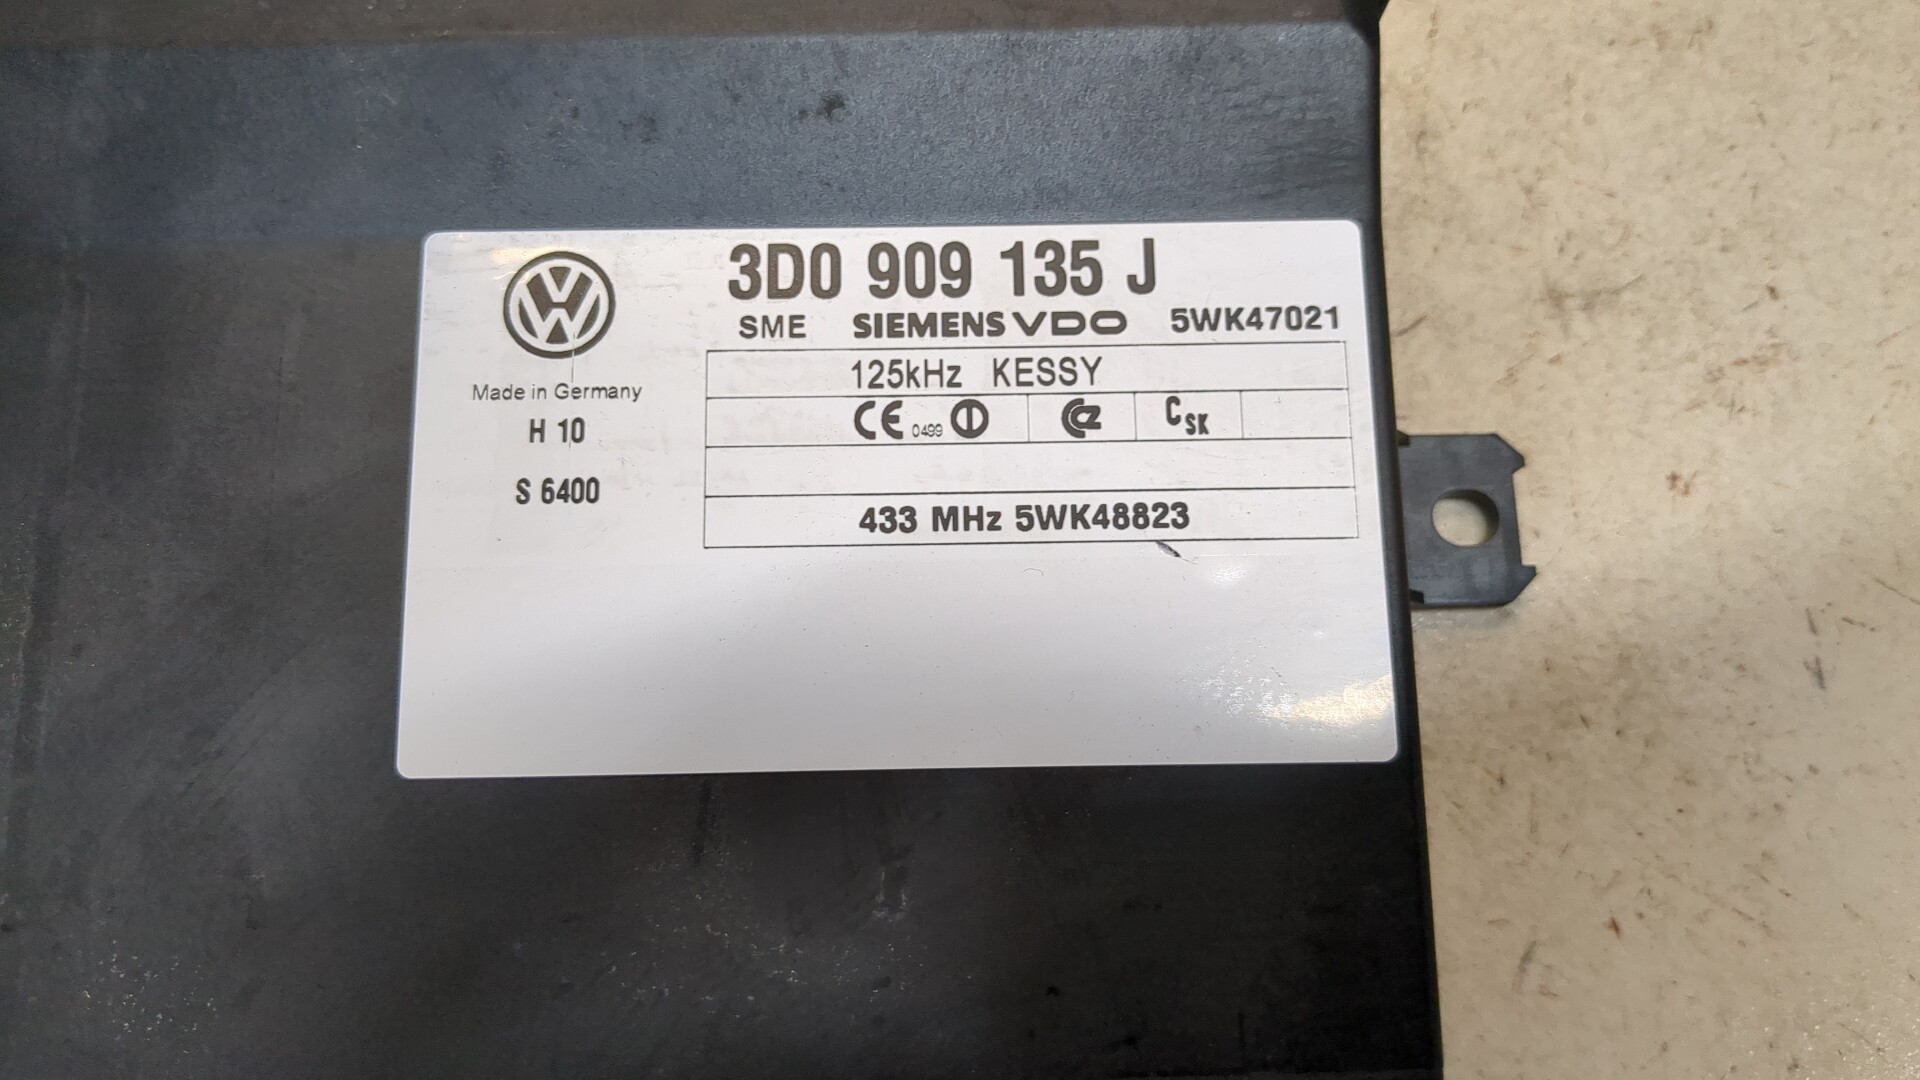 3D0 909 135 J
SME SIEMENS VDO 5WK47021
Made in Germany
H 10
S 6400
125kHz KESSY
CE 0499
CSK
433 MHz 5WK48823